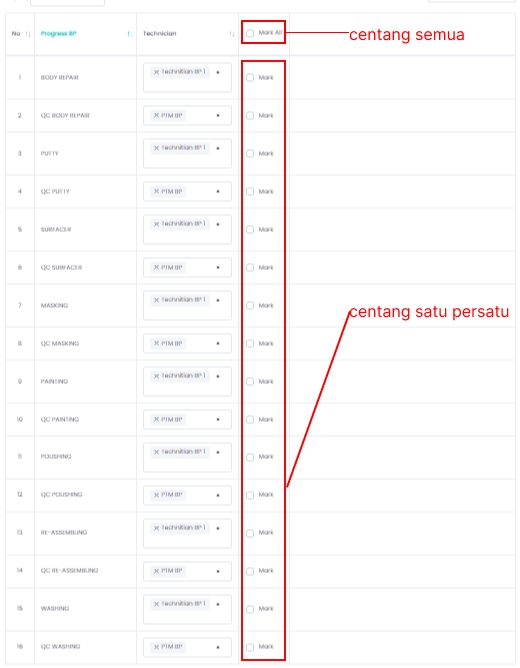 No Progress BP Technician Mark All
centang semua
1 BODY REPAIR × Technitian BP 1 Mark
2 QC BODY REPAIR × PTM BP Mark
3 PUTTY × Technitian BP 1 Mark
4 QC PUTTY × PTM BP Mark
5 SURFACER × Technitian BP 1 Mark
6 QC SURFACER × PTM BP Mark
7 MASKING × Technitian BP 1 Mark
centang satu persatu
8 QC MASKING × PTM BP Mark
9 PAINTING × Technitian BP 1 Mark
10 QC PAINTING × PTM BP Mark
11 POLISHING × Technitian BP 1 Mark
12 QC POLISHING × PTM BP Mark
13 RE-ASSEMBLING × Technitian BP 1 Mark
14 QC RE-ASSEMBLING × PTM BP Mark
15 WASHING × Technitian BP 1 Mark
16 QC WASHING × PTM BP Mark